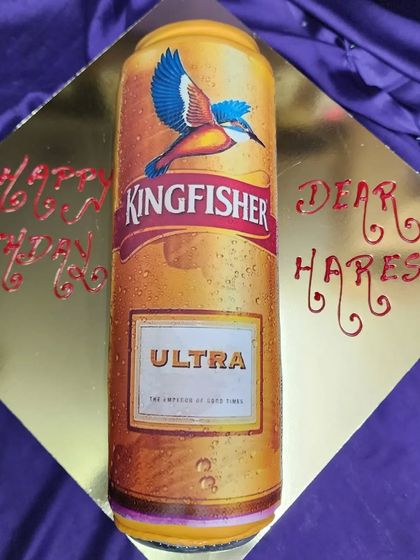 HAPPY
THDAY
KINGFISHER
ULTRA
THE EMPEROR OF GOOD TIMES
DEAR
HARES